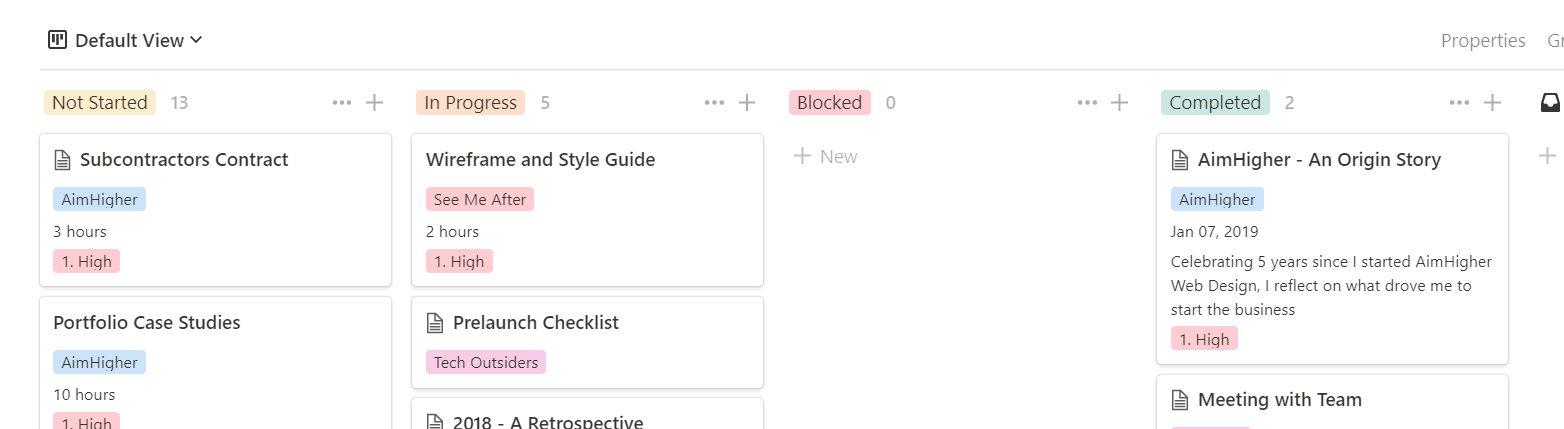 Default View
Properties
Not Started 13
In Progress 5
Blocked 0
Completed 2
Subcontractors Contract
AimHigher
3 hours
1. High
Portfolio Case Studies
AimHigher
10 hours
1. High
Wireframe and Style Guide
See Me After
2 hours
1. High
Prelaunch Checklist
Tech Outsiders
2018 - A Retrospective
+ New
AimHigher - An Origin Story
AimHigher
Jan 07, 2019
Celebrating 5 years since I started AimHigher
Web Design, I reflect on what drove me to
start the business
1. High
Meeting with Team